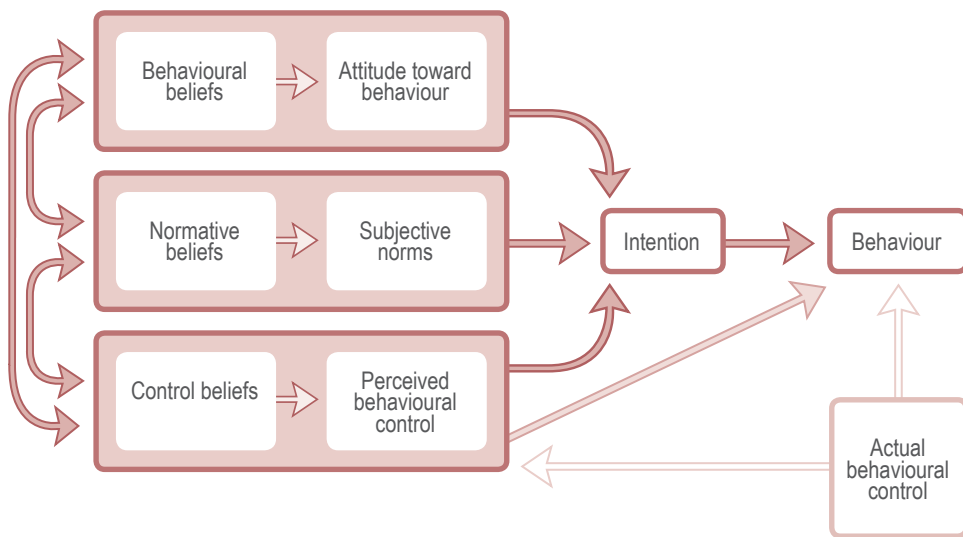 Behavioural
beliefs
Attitude toward
behaviour
Normative
beliefs
Subjective
norms
Intention
Behaviour
Control beliefs
Perceived
behavioural
control
Actual
behavioural
control